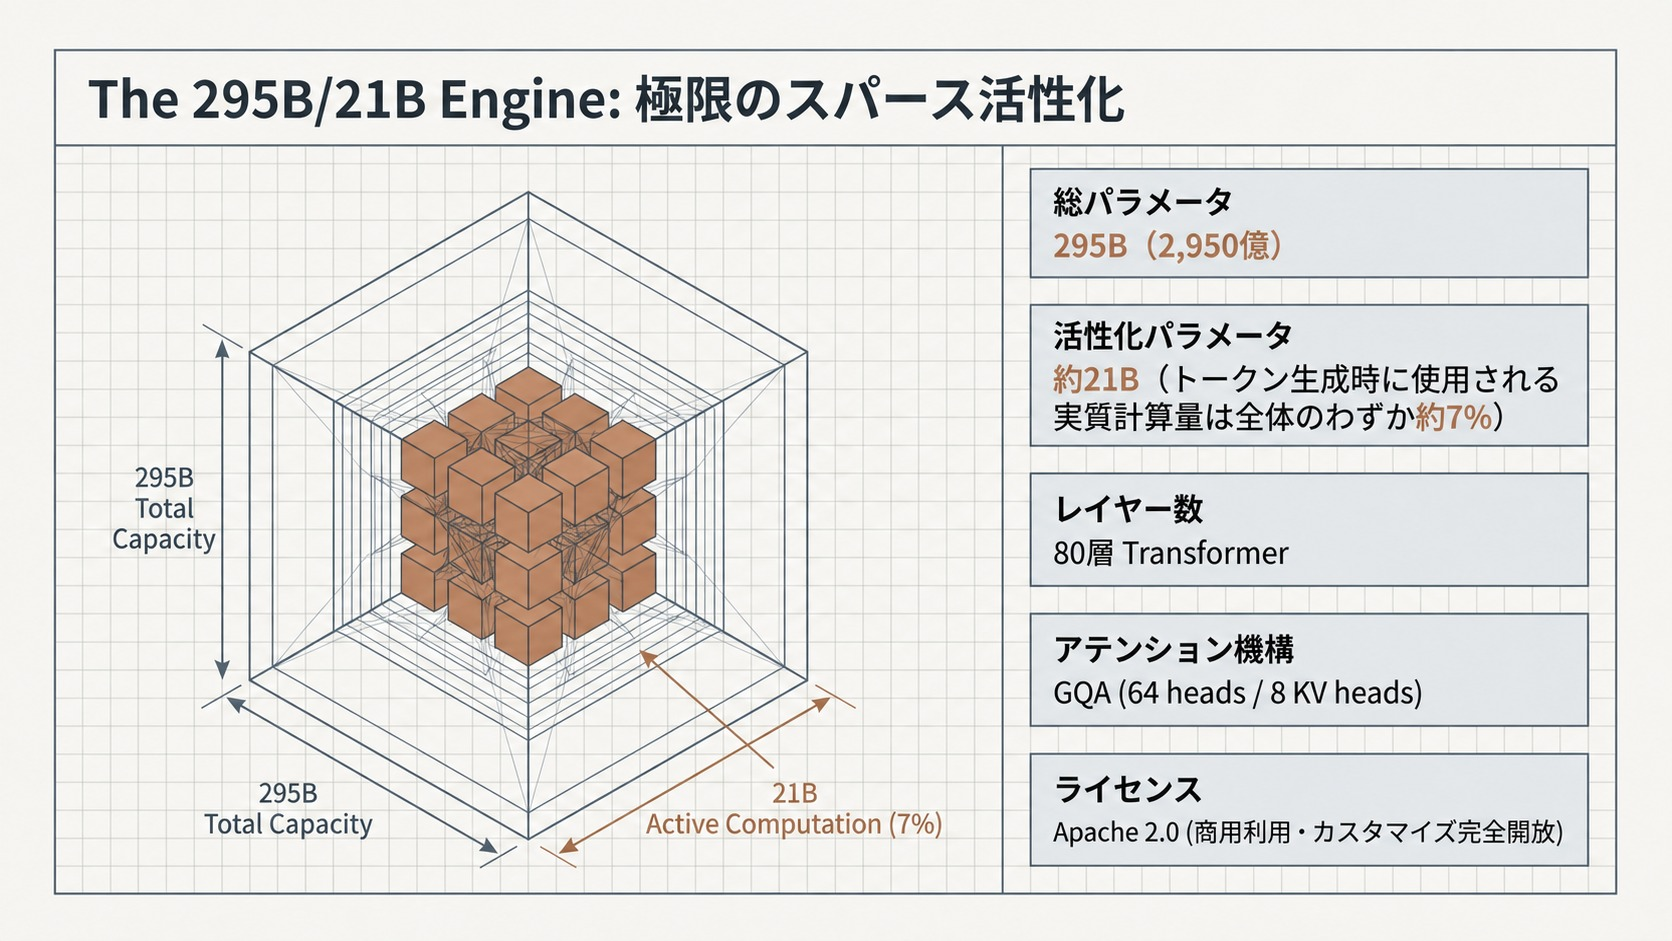 The 295B/21B Engine: 極限のスパース活性化
295B
Total
Capacity
295B
Total Capacity
21B
Active Computation (7%)
総パラメータ
295B（2,950億）
活性化パラメータ
約21B（トークン生成時に使用される
実質計算量は全体のわずか約7%）
レイヤー数
80層 Transformer
アテンション機構
GQA (64 heads / 8 KV heads)
ライセンス
Apache 2.0 (商用利用・カスタマイズ完全開放)